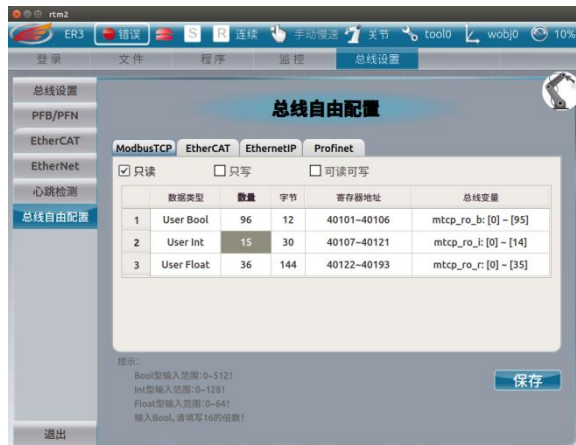 rtm2
ER3 错误 S R 连续 手动慢速 关节 tool0 wobj0 10%
登录 文件 程序 监控 总线设置
总线设置
PFB/PFN
EtherCAT
EtherNet
心跳检测
总线自由配置
退出
总线自由配置
ModbusTCP EtherCAT EthernetIP Profinet
只读 只写 可读可写
数据类型 数量 字节 寄存器地址 总线变量
1 User Bool 96 12 40101~40106 mtcp_ro_b: [0] ~ [95]
2 User Int 15 30 40107~40121 mtcp_ro_i: [0] ~ [14]
3 User Float 36 144 40122~40193 mtcp_ro_r: [0] ~ [35]
提示:
Bool型输入范围:0~512!
Int型输入范围:0~128!
Float型输入范围:0~64!
输入Bool,请填写16的倍数!
保存